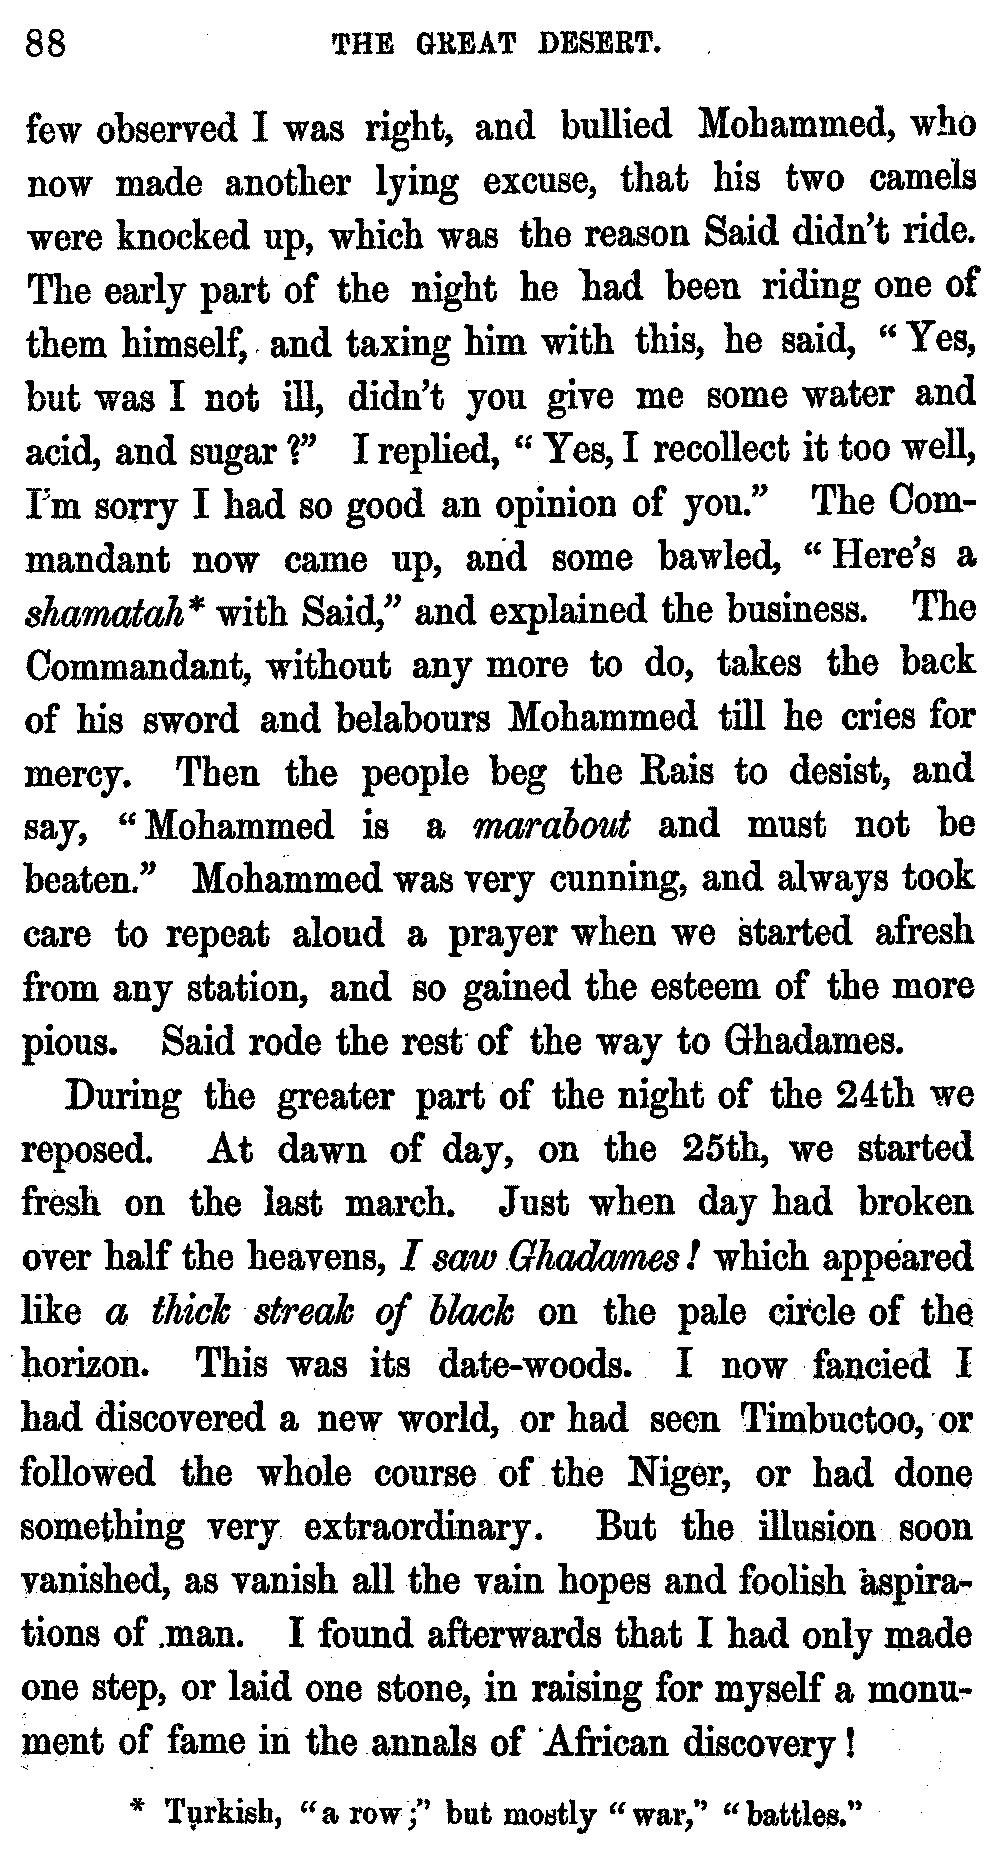 88 THE GREAT DESERT.
few observed I was right, and bullied Mohammed, who
now made another lying excuse, that his two camels
were knocked up, which was the reason Said didn't ride.
The early part of the night he had been riding one of
them himself, and taxing him with this, he said, “Yes,
but was I not ill, didn't you give me some water and
acid, and sugar?” I replied, “Yes, I recollect it too well,
I'm sorry I had so good an opinion of you.” The Com-
mandant now came up, and some bawled, “Here's a
shamatah* with Said,” and explained the business. The
Commandant, without any more to do, takes the back
of his sword and belabours Mohammed till he cries for
mercy. Then the people beg the Rais to desist, and
say, “Mohammed is a marabout and must not be
beaten.” Mohammed was very cunning, and always took
care to repeat aloud a prayer when we started afresh
from any station, and so gained the esteem of the more
pious. Said rode the rest of the way to Ghadames.
During the greater part of the night of the 24th we
reposed. At dawn of day, on the 25th, we started
fresh on the last march. Just when day had broken
over half the heavens, I saw Ghadames! which appeared
like a thick streak of black on the pale circle of the
horizon. This was its date-woods. I now fancied I
had discovered a new world, or had seen Timbuctoo, or
followed the whole course of the Niger, or had done
something very extraordinary. But the illusion soon
vanished, as vanish all the vain hopes and foolish aspira-
tions of man. I found afterwards that I had only made
one step, or laid one stone, in raising for myself a monu-
ment of fame in the annals of African discovery!
* Turkish, “a row;” but mostly “war,” “battles.”